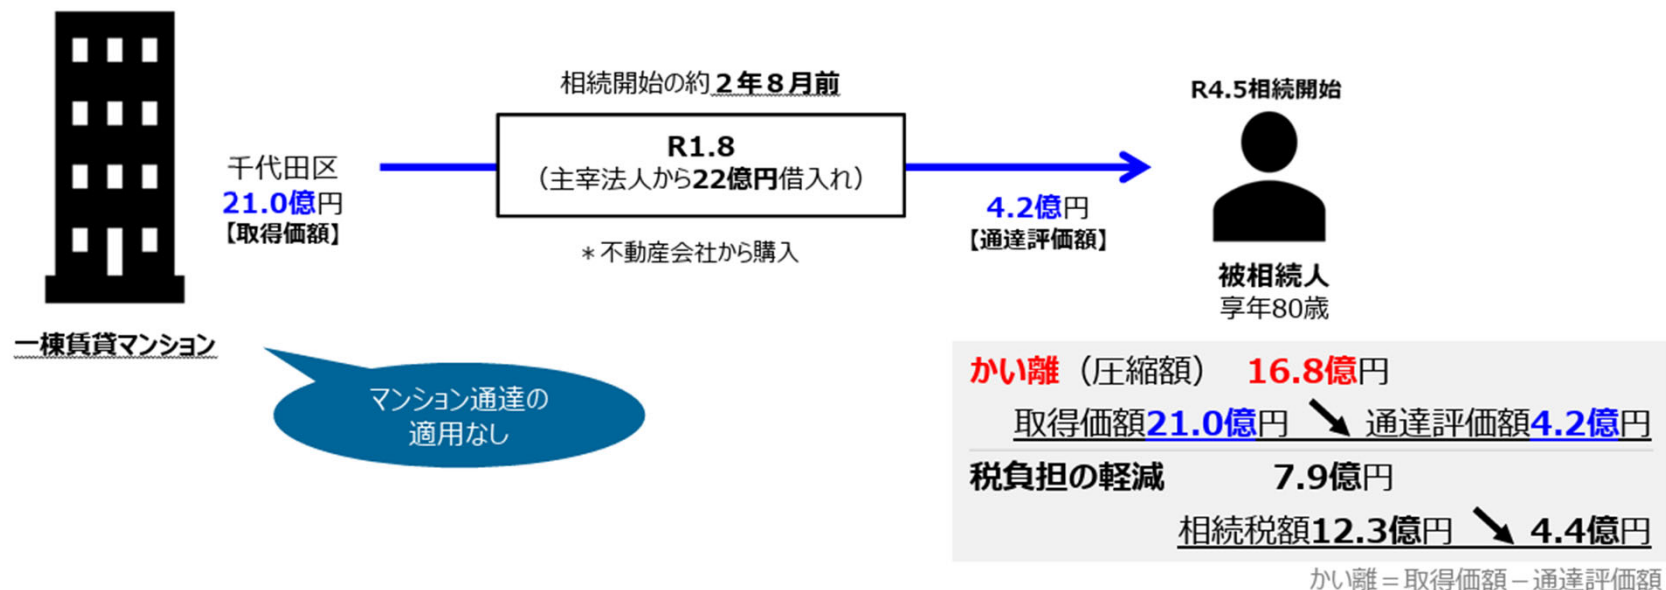 相続開始の約２年８月前
R4.5相続開始
千代田区
21.0億円
【取得価額】
R1.8
（主宰法人から22億円借入れ）
＊不動産会社から購入
4.2億円
【通達評価額】
被相続人
享年80歳
一棟賃貸マンション
マンション通達の
適用なし
かい離（圧縮額） 16.8億円
取得価額21.0億円 ➘ 通達評価額4.2億円
税負担の軽減 7.9億円
相続税額12.3億円 ➘ 4.4億円
かい離＝取得価額－通達評価額